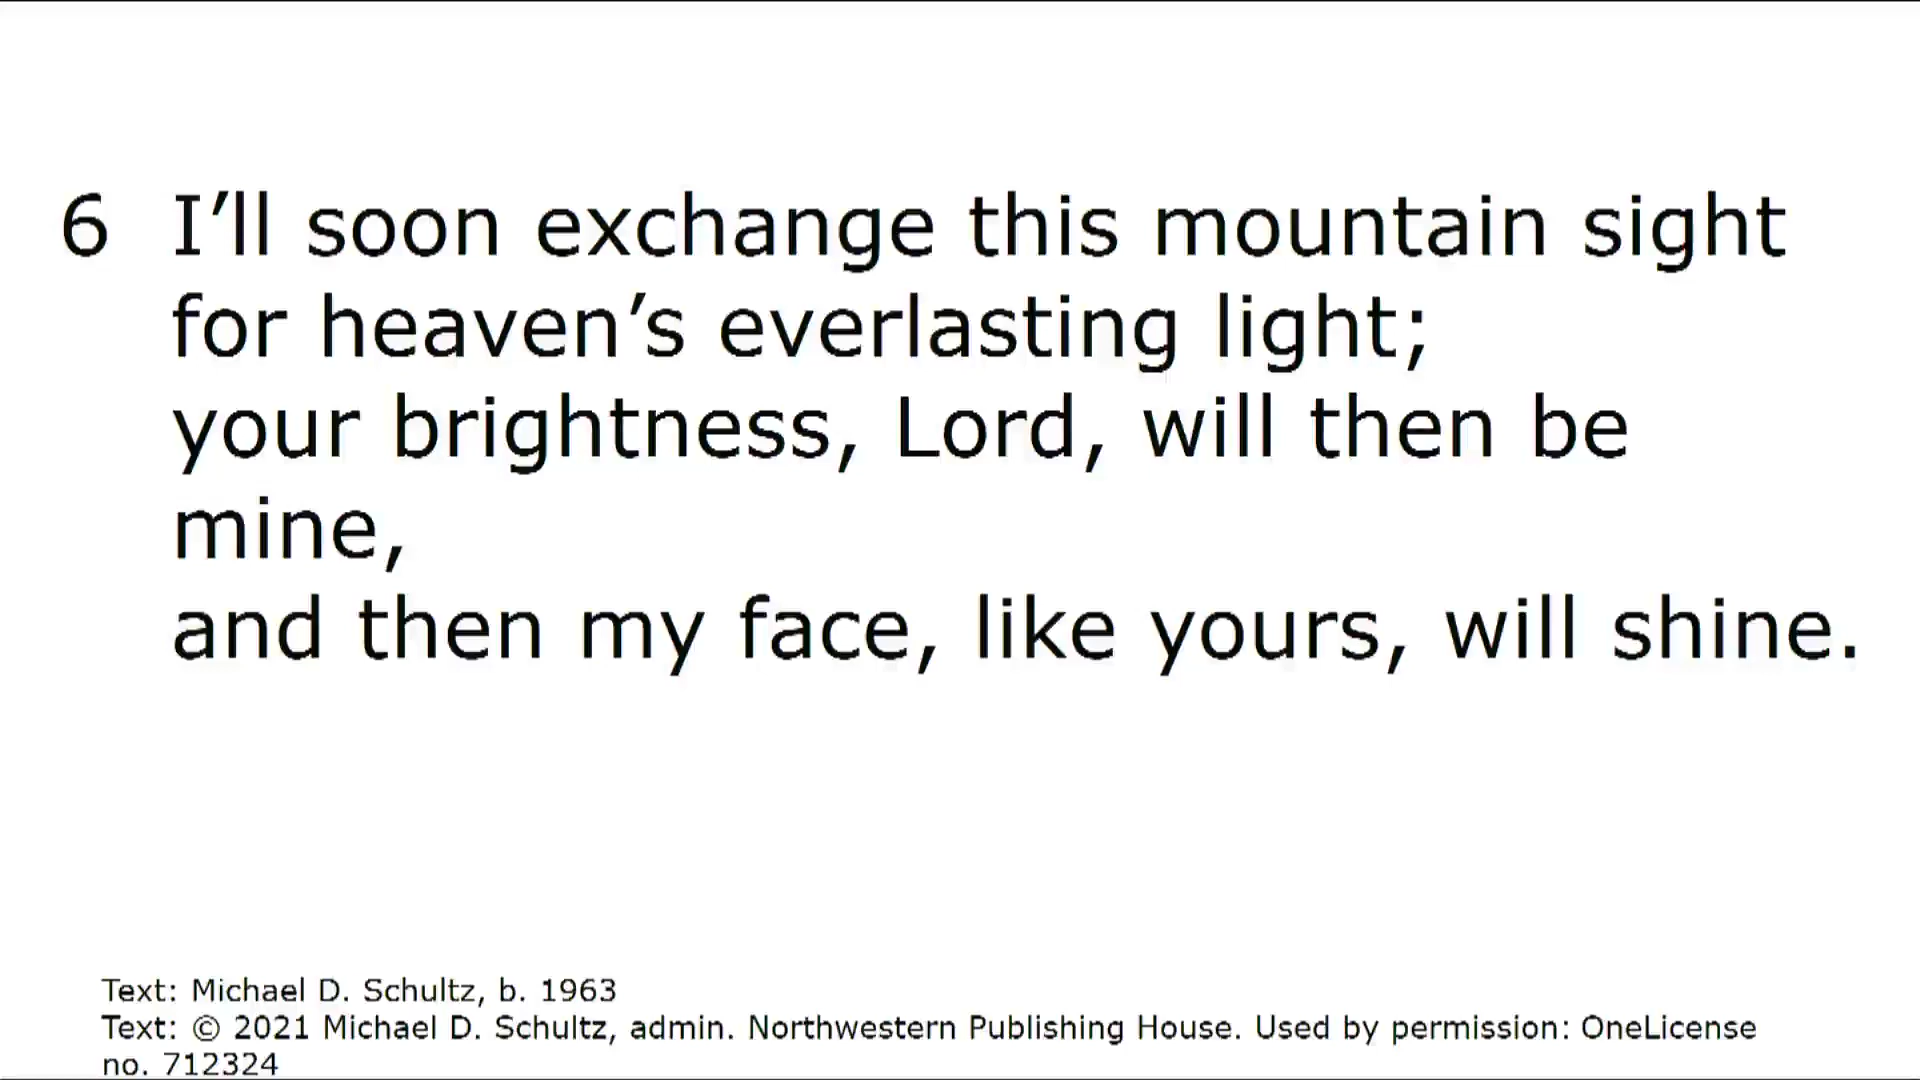 6 I’ll soon exchange this mountain sight
for heaven’s everlasting light;
your brightness, Lord, will then be
mine,
and then my face, like yours, will shine.
Text: Michael D. Schultz, b. 1963
Text: © 2021 Michael D. Schultz, admin. Northwestern Publishing House. Used by permission: OneLicense
no. 712324